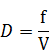 D = f/V